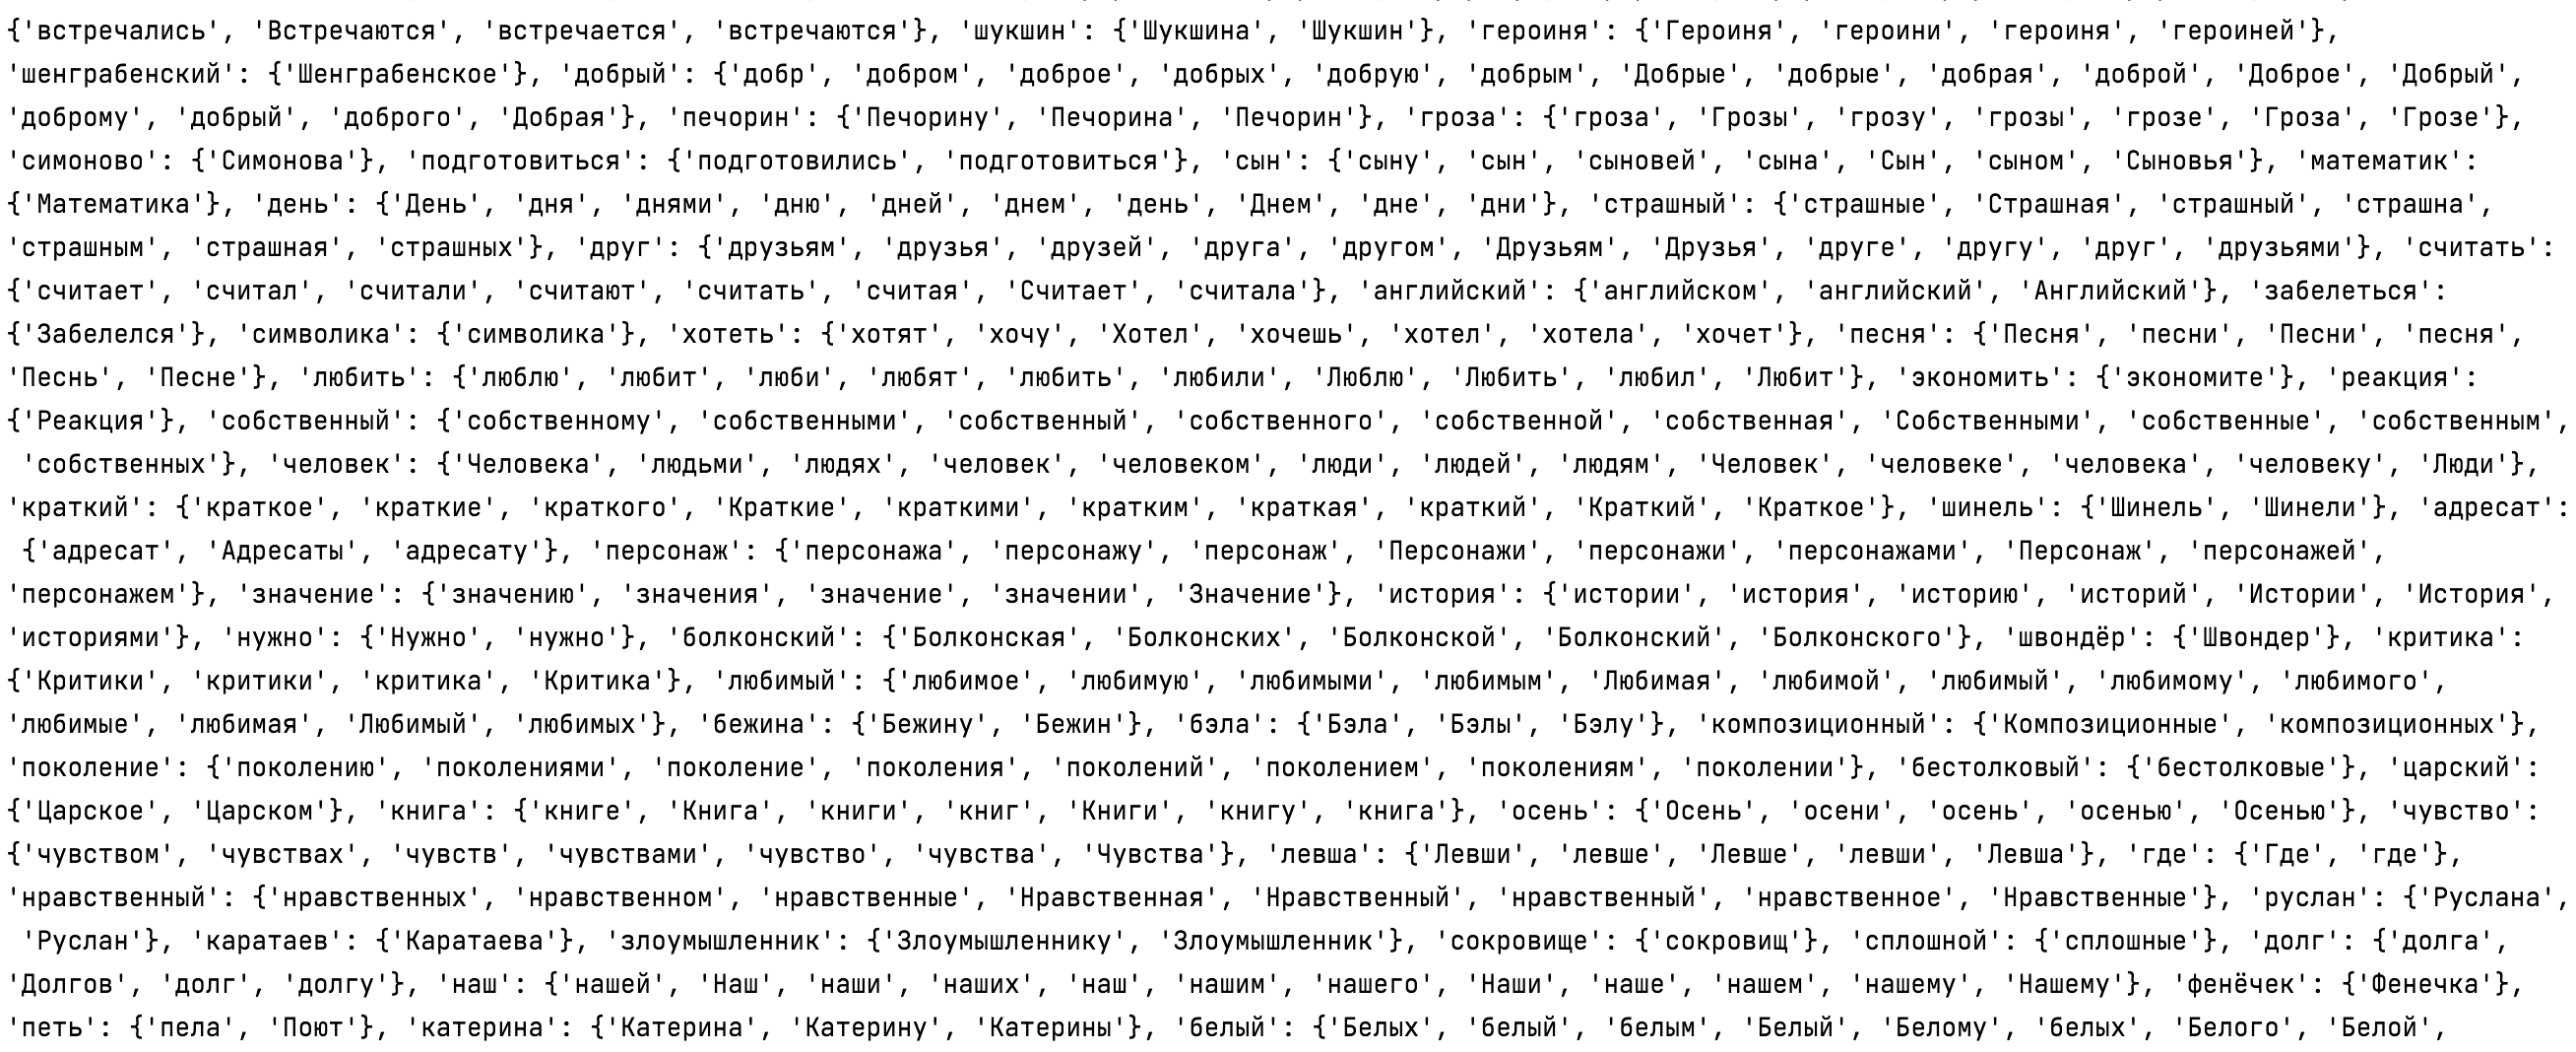 {'встречались', 'Встречаются', 'встречается', 'встречаются'}, 'шукшин': {'Шукшина', 'Шукшин'}, 'героиня': {'Героиня', 'героини', 'героиня', 'героиней'},
'шенграбенский': {'Шенграбенское'}, 'добрый': {'добр', 'добром', 'доброе', 'добрых', 'добрую', 'добрым', 'Добрые', 'добрые', 'добрая', 'доброй', 'Доброе', 'Добрый',
'доброму', 'добрый', 'доброго', 'Добрая'}, 'печорин': {'Печорину', 'Печорина', 'Печорин'}, 'гроза': {'гроза', 'Грозы', 'грозу', 'грозы', 'грозе', 'Гроза', 'Грозе'},
'симоново': {'Симонова'}, 'подготовиться': {'подготовились', 'подготовиться'}, 'сын': {'сыну', 'сын', 'сыновей', 'сына', 'Сын', 'сыном', 'Сыновья'}, 'математик':
{'Математика'}, 'день': {'День', 'дня', 'днями', 'дню', 'дней', 'днем', 'день', 'Днем', 'дне', 'дни'}, 'страшный': {'страшные', 'Страшная', 'страшный', 'страшна',
'страшным', 'страшная', 'страшных'}, 'друг': {'друзьям', 'друзья', 'друзей', 'друга', 'другом', 'Друзьям', 'Друзья', 'друге', 'другу', 'друг', 'друзьями'}, 'считать':
{'считает', 'считал', 'считали', 'считают', 'считать', 'считая', 'Считает', 'считала'}, 'английский': {'английском', 'английский', 'Английский'}, 'забелеться':
{'Забелелся'}, 'символика': {'символика'}, 'хотеть': {'хотят', 'хочу', 'Хотел', 'хочешь', 'хотел', 'хотела', 'хочет'}, 'песня': {'Песня', 'песни', 'Песни', 'песня',
'Песнь', 'Песне'}, 'любить': {'люблю', 'любит', 'люби', 'любят', 'любить', 'любили', 'Люблю', 'Любить', 'любил', 'Любит'}, 'экономить': {'экономите'}, 'реакция':
{'Реакция'}, 'собственный': {'собственному', 'собственными', 'собственный', 'собственного', 'собственной', 'собственная', 'Собственными', 'собственные', 'собственным',
'собственных'}, 'человек': {'Человека', 'людьми', 'людях', 'человек', 'человеком', 'люди', 'людей', 'людям', 'Человек', 'человеке', 'человека', 'человеку', 'Люди'},
'краткий': {'краткое', 'краткие', 'краткого', 'Краткие', 'краткими', 'кратким', 'краткая', 'краткий', 'Краткий', 'Краткое'}, 'шинель': {'Шинель', 'Шинели'}, 'адресат':
{'адресат', 'Адресаты', 'адресату'}, 'персонаж': {'персонажа', 'персонажу', 'персонаж', 'Персонажи', 'персонажи', 'персонажами', 'Персонаж', 'персонажей',
'персонажем'}, 'значение': {'значению', 'значения', 'значение', 'значении', 'Значение'}, 'история': {'истории', 'история', 'историю', 'историй', 'Истории', 'История',
'историями'}, 'нужно': {'Нужно', 'нужно'}, 'болконский': {'Болконская', 'Болконских', 'Болконской', 'Болконский', 'Болконского'}, 'швондёр': {'Швондер'}, 'критика':
{'Критики', 'критики', 'критика', 'Критика'}, 'любимый': {'любимое', 'любимую', 'любимыми', 'любимым', 'Любимая', 'любимой', 'любимый', 'любимому', 'любимого',
'любимые', 'любимая', 'Любимый', 'любимых'}, 'бежина': {'Бежину', 'Бежин'}, 'бэла': {'Бэла', 'Бэлы', 'Бэлу'}, 'композиционный': {'Композиционные', 'композиционных'},
'поколение': {'поколению', 'поколениями', 'поколение', 'поколения', 'поколений', 'поколением', 'поколениям', 'поколении'}, 'бестолковый': {'бестолковые'}, 'царский':
{'Царское', 'Царском'}, 'книга': {'книге', 'Книга', 'книги', 'книг', 'Книги', 'книгу', 'книга'}, 'осень': {'Осень', 'осени', 'осень', 'осенью', 'Осенью'}, 'чувство':
{'чувством', 'чувствах', 'чувств', 'чувствами', 'чувство', 'чувства', 'Чувства'}, 'левша': {'Левши', 'левше', 'Левше', 'левши', 'Левша'}, 'где': {'Где', 'где'},
'нравственный': {'нравственных', 'нравственном', 'нравственные', 'Нравственная', 'Нравственный', 'нравственный', 'нравственное', 'Нравственные'}, 'руслан': {'Руслана',
'Руслан'}, 'каратаев': {'Каратаева'}, 'злоумышленник': {'Злоумышленнику', 'Злоумышленник'}, 'сокровище': {'сокровищ'}, 'сплошной': {'сплошные'}, 'долг': {'долга',
'Долгов', 'долг', 'долгу'}, 'наш': {'нашей', 'Наш', 'наши', 'наших', 'наш', 'нашим', 'нашего', 'Наши', 'наше', 'нашем', 'нашему', 'Нашему'}, 'фенёчек': {'Фенечка'},
'петь': {'пела', 'Поют'}, 'катерина': {'Катерина', 'Катерину', 'Катерины'}, 'белый': {'Белых', 'белый', 'белым', 'Белый', 'Белому', 'белых', 'Белого', 'Белой',